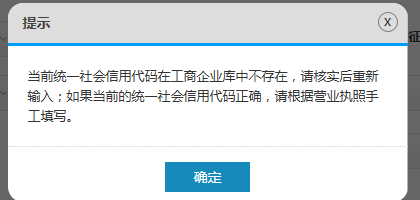 提示
X
征
当前统一社会信用代码在工商企业库中不存在，请核实后重新
输入；如果当前的统一社会信用代码正确，请根据营业执照手
工填写。
确定